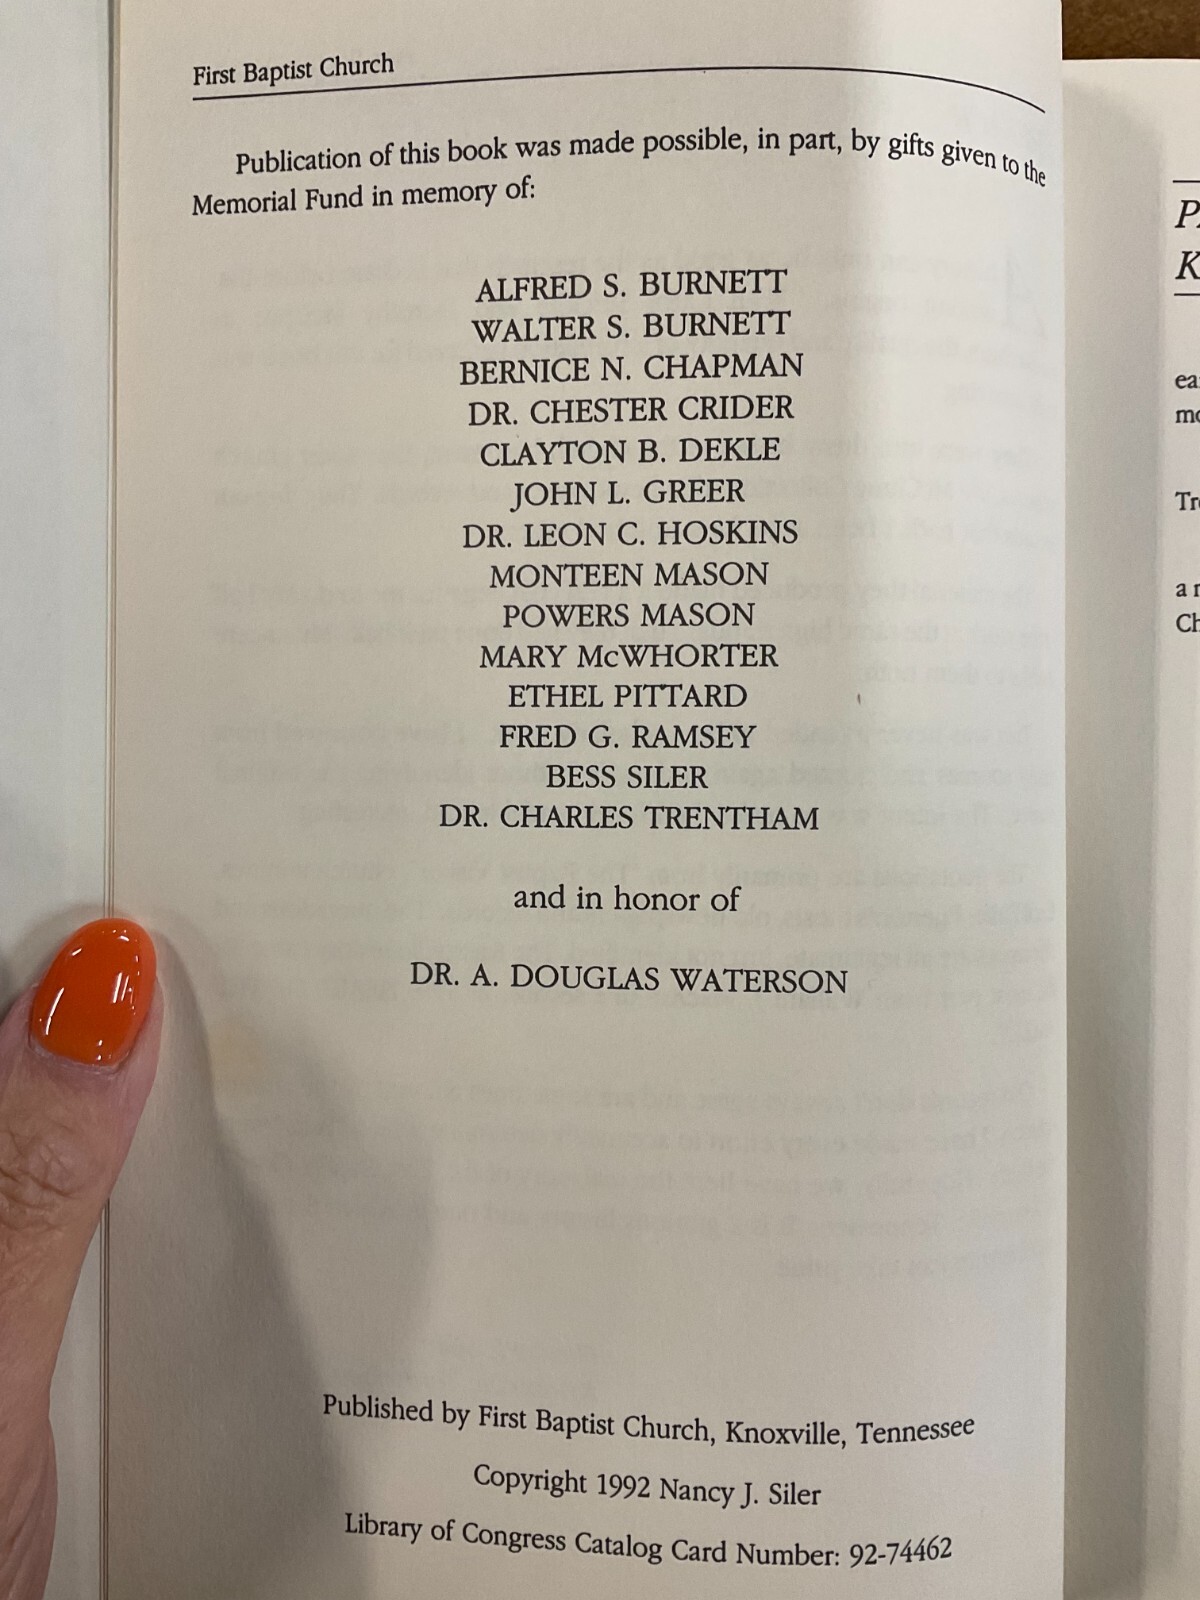 First Baptist Church
Publication of this book was made possible, in part, by gifts given to the
Memorial Fund in memory of:
ALFRED S. BURNETT
WALTER S. BURNETT
BERNICE N. CHAPMAN
DR. CHESTER CRIDER
CLAYTON B. DEKLE
JOHN L. GREER
DR. LEON C. HOSKINS
MONTEEN MASON
POWERS MASON
MARY McWHORTER
ETHEL PITTARD
FRED G. RAMSEY
BESS SILER
DR. CHARLES TRENTHAM
and in honor of
DR. A. DOUGLAS WATERSON
Published by First Baptist Church, Knoxville, Tennessee
Copyright 1992 Nancy J. Siler
Library of Congress Catalog Card Number: 92-74462